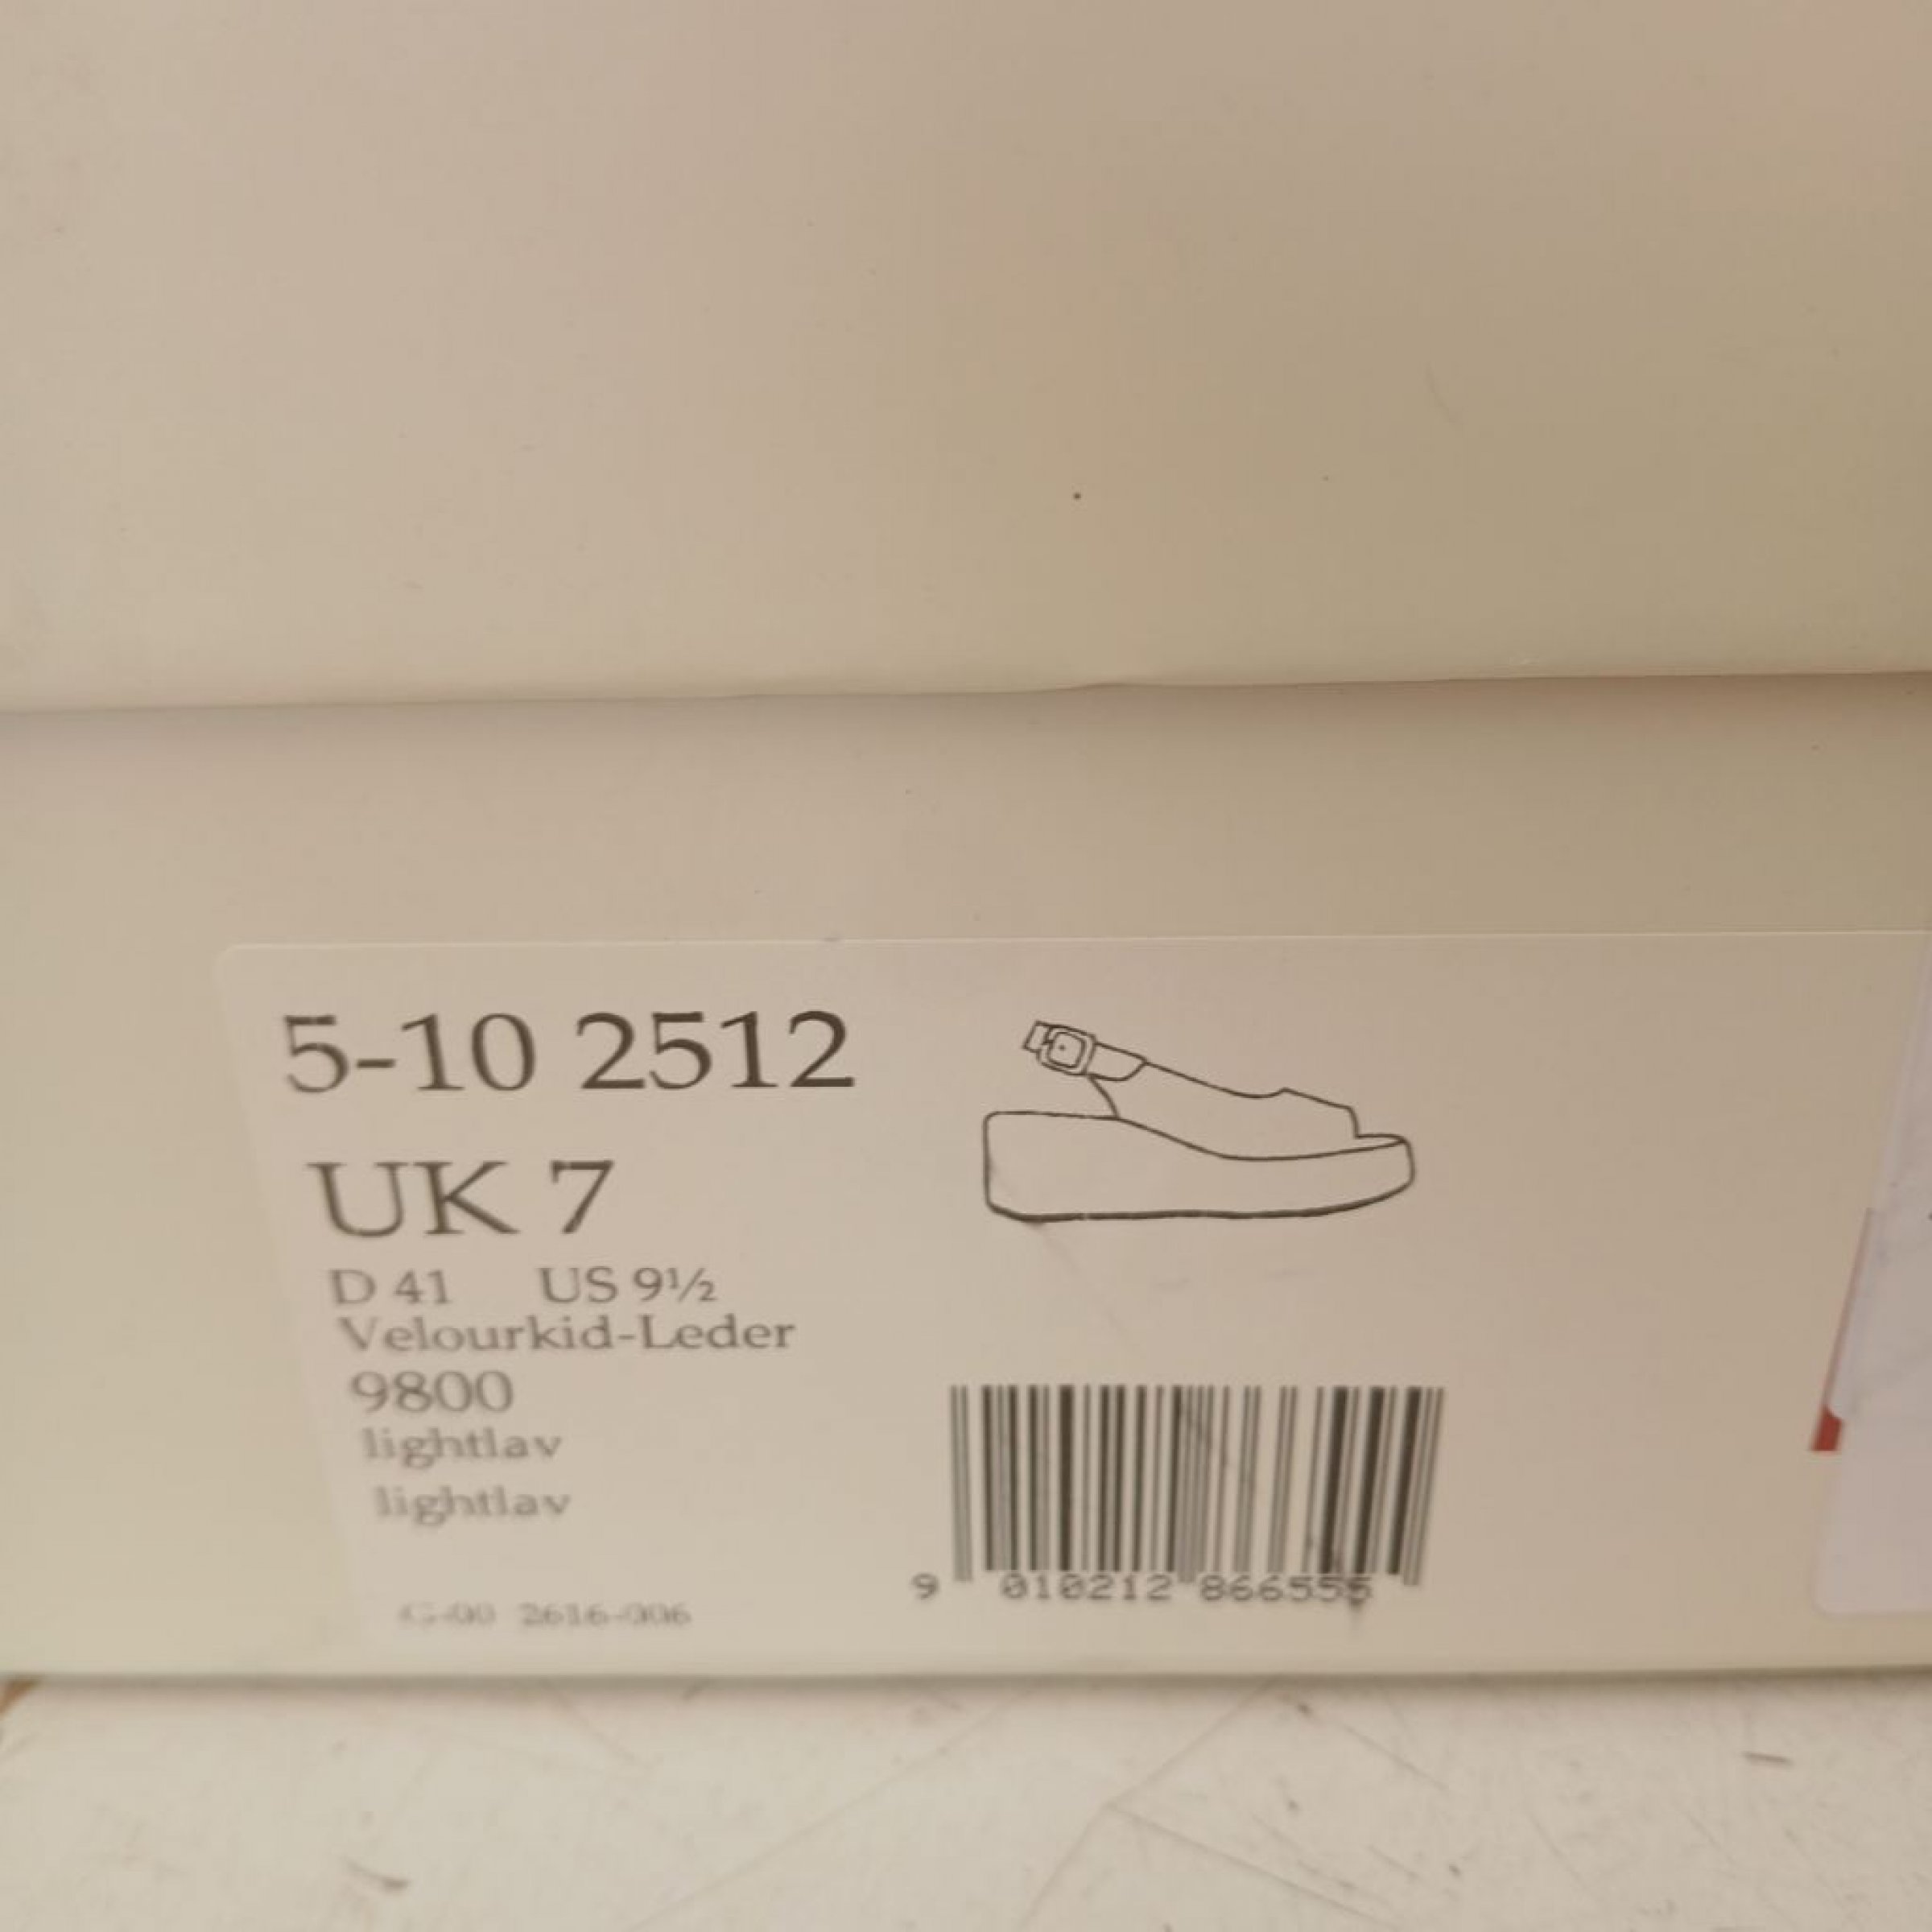 5-10 2512
UK 7
D 41 US 9½
Velourkid-Leder
9800
lightlav
lightlav
9 010212 866555
G-00 2616-006